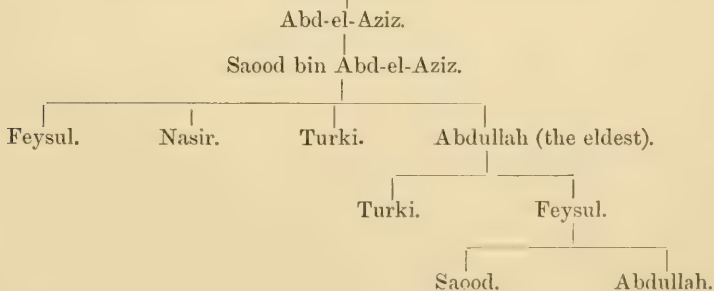 Abd-el-Aziz.
Saood bin Abd-el-Aziz.
Feysul. Nasir. Turki. Abdullah (the eldest).
Turki. Feysul.
Saood. Abdullah.